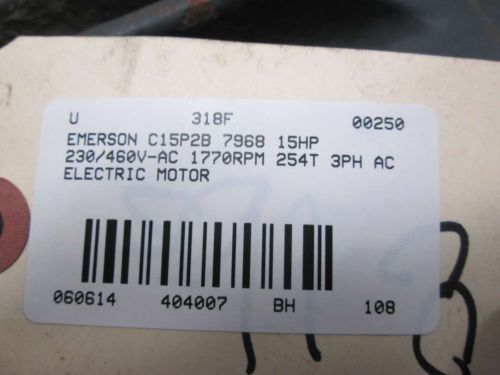 U 318F 00250
EMERSON C15P2B 7968 15HP
230/460V-AC 1770RPM 254T 3PH AC
ELECTRIC MOTOR
060614 404007 BH 108